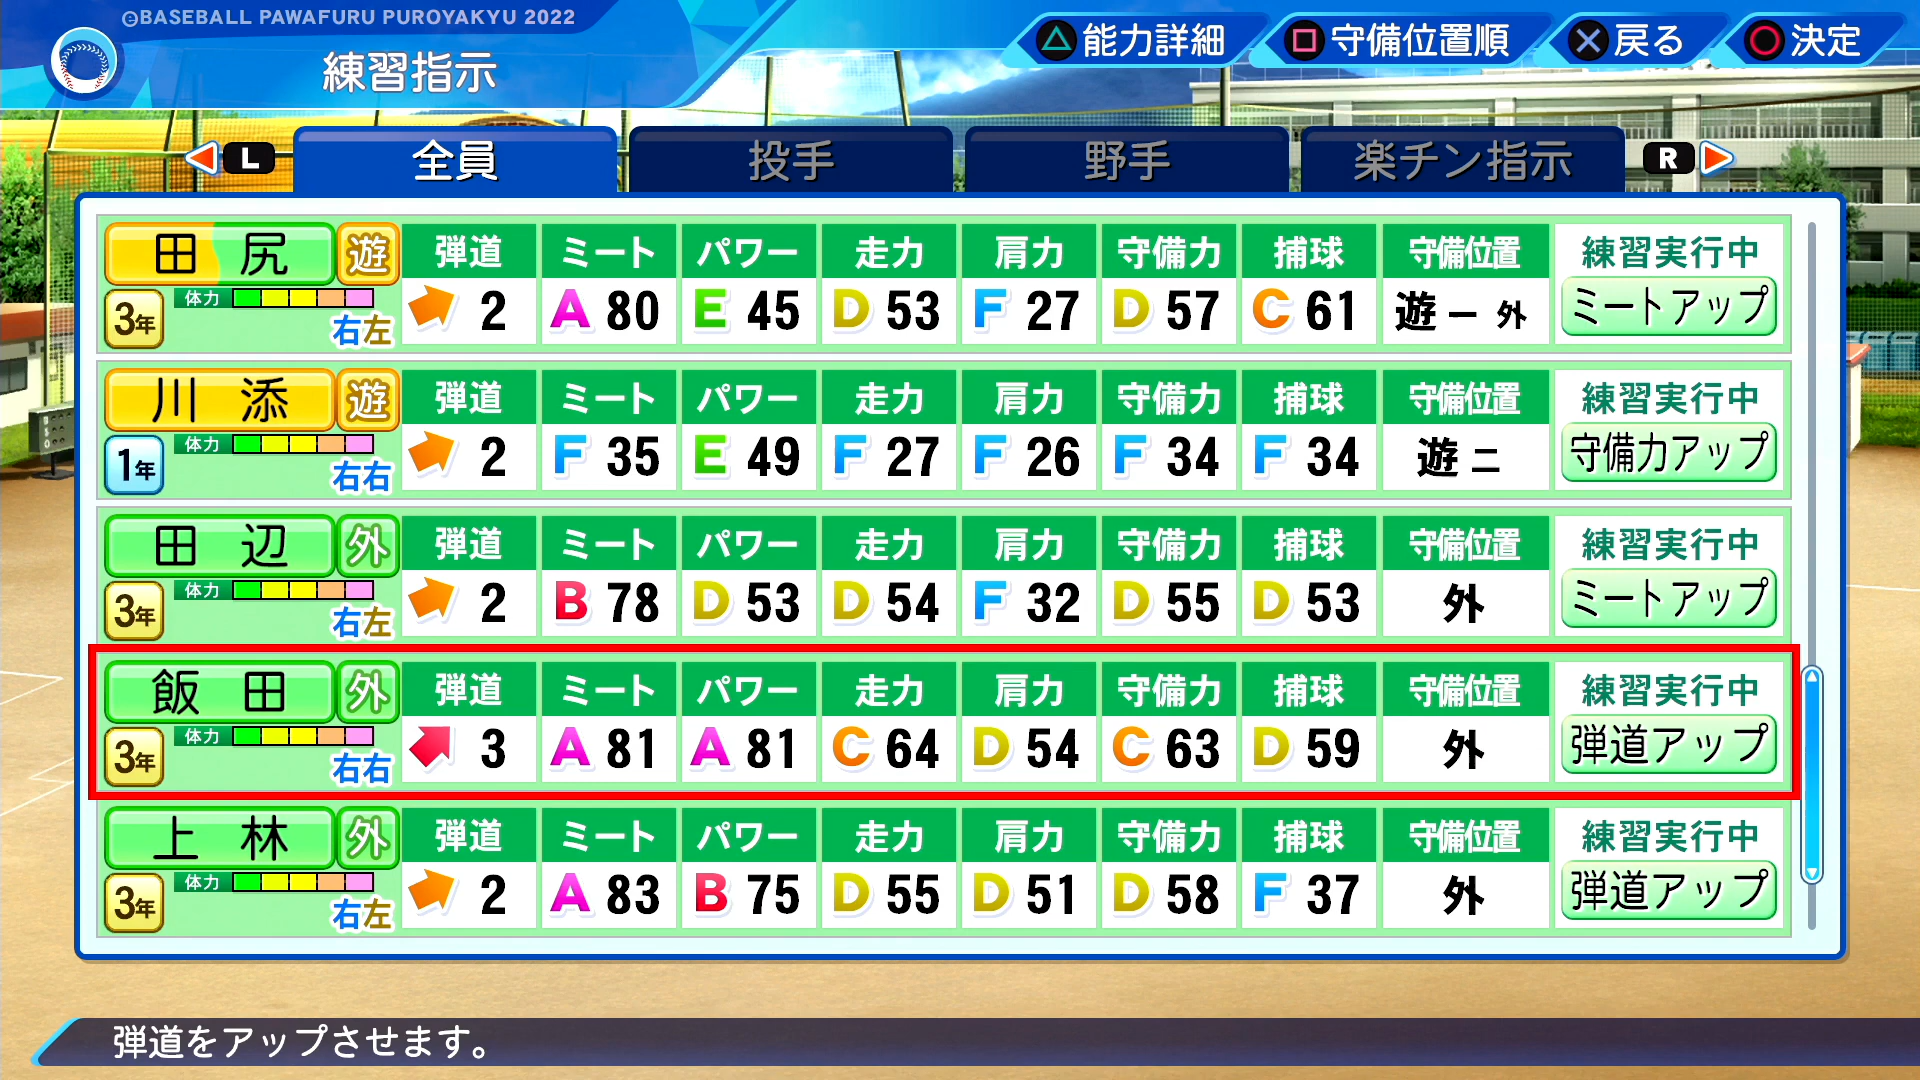 eBASEBALL PAWAFURU PUROYAKYU 2022
練習指示
能力詳細 守備位置順 戻る 決定
L 全員 投手 野手 楽チン指示 R
田尻 遊 弾道 ミート パワー 走力 肩力 守備力 捕球 守備位置 練習実行中
3年 体力 右左 2 A 80 E 45 D 53 F 27 D 57 C 61 遊 一 外 ミートアップ
川添 遊 弾道 ミート パワー 走力 肩力 守備力 捕球 守備位置 練習実行中
1年 体力 右右 2 F 35 E 49 F 27 F 26 F 34 F 34 遊 二 守備力アップ
田辺 外 弾道 ミート パワー 走力 肩力 守備力 捕球 守備位置 練習実行中
3年 体力 右左 2 B 78 D 53 D 54 F 32 D 55 D 53 外 ミートアップ
飯田 外 弾道 ミート パワー 走力 肩力 守備力 捕球 守備位置 練習実行中
3年 体力 右右 3 A 81 A 81 C 64 D 54 C 63 D 59 外 弾道アップ
上林 外 弾道 ミート パワー 走力 肩力 守備力 捕球 守備位置 練習実行中
3年 体力 右左 2 A 83 B 75 D 55 D 51 D 58 F 37 外 弾道アップ
弾道をアップさせます。